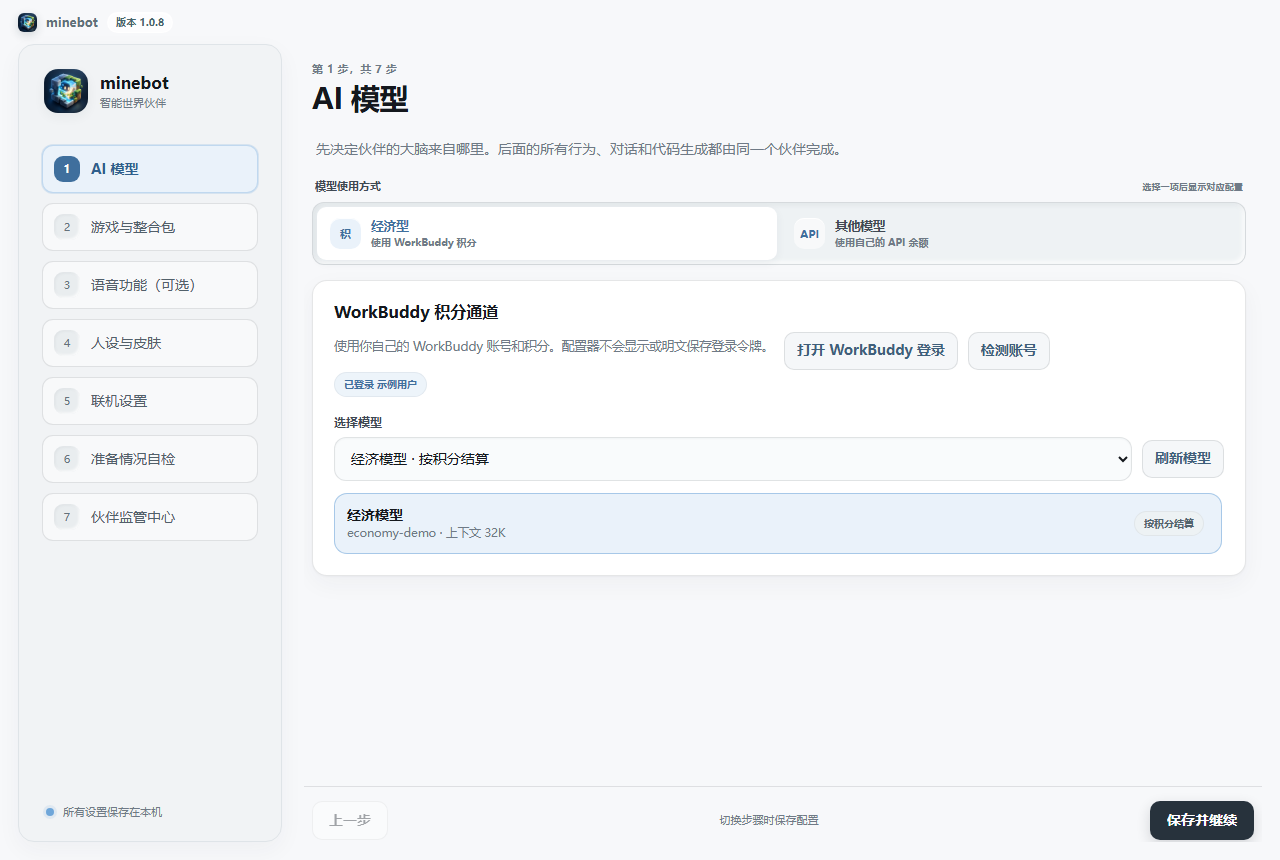 minebot 版本 1.0.8
minebot
智能世界伙伴
1 AI 模型
2 游戏与整合包
3 语音功能（可选）
4 人设与皮肤
5 联机设置
6 准备情况自检
7 伙伴监管中心
所有设置保存在本机
第 1 步，共 7 步
AI 模型
先决定伙伴的大脑来自哪里。后面的所有行为、对话和代码生成都由同一个伙伴完成。
模型使用方式 选择一项后显示对应配置
积 经济型
使用 WorkBuddy 积分
API 其他模型
使用自己的 API 余额
WorkBuddy 积分通道
使用你自己的 WorkBuddy 账号和积分。配置器不会显示或明文保存登录令牌。 打开 WorkBuddy 登录 检测账号
已登录 示例用户
选择模型
经济模型 · 按积分结算 刷新模型
经济模型
economy-demo · 上下文 32K 按积分结算
上一步 切换步骤时保存配置 保存并继续